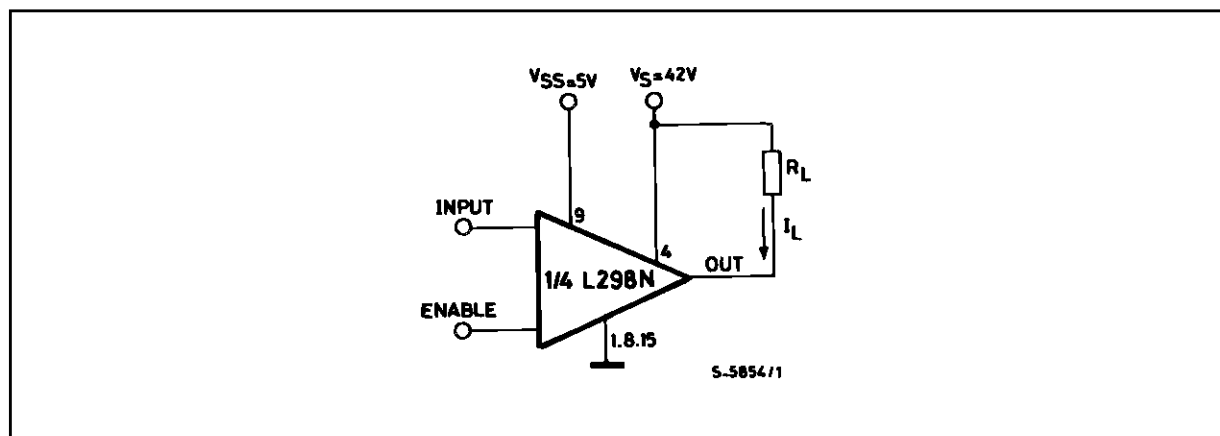 VSS=5V
VS=42V
RL
INPUT
9
IL
4
OUT
1/4 L298N
ENABLE
1.8.15
S-5854/1